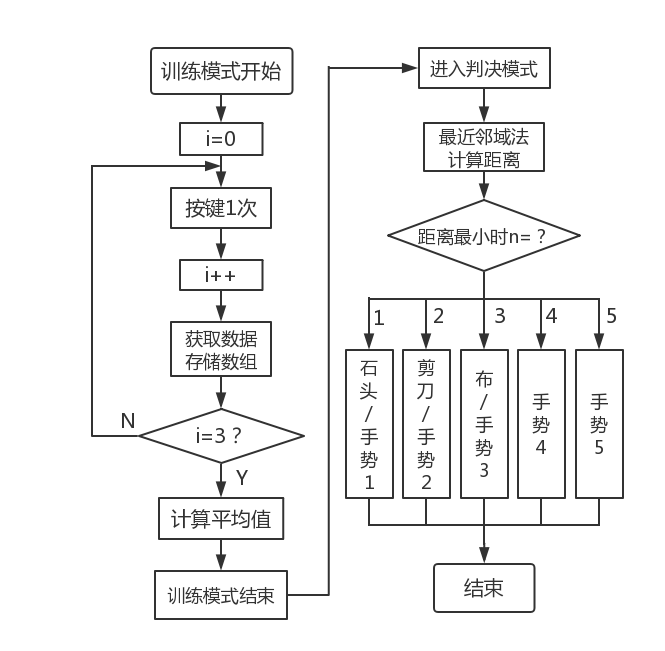 训练模式开始
i=0
按键1次
i++
获取数据
存储数组
i=3？
N
Y
计算平均值
训练模式结束
进入判决模式
最近邻域法
计算距离
距离最小时n=？
1
2
3
4
5
石头/手势1
剪刀/手势2
布/手势3
手势4
手势5
结束